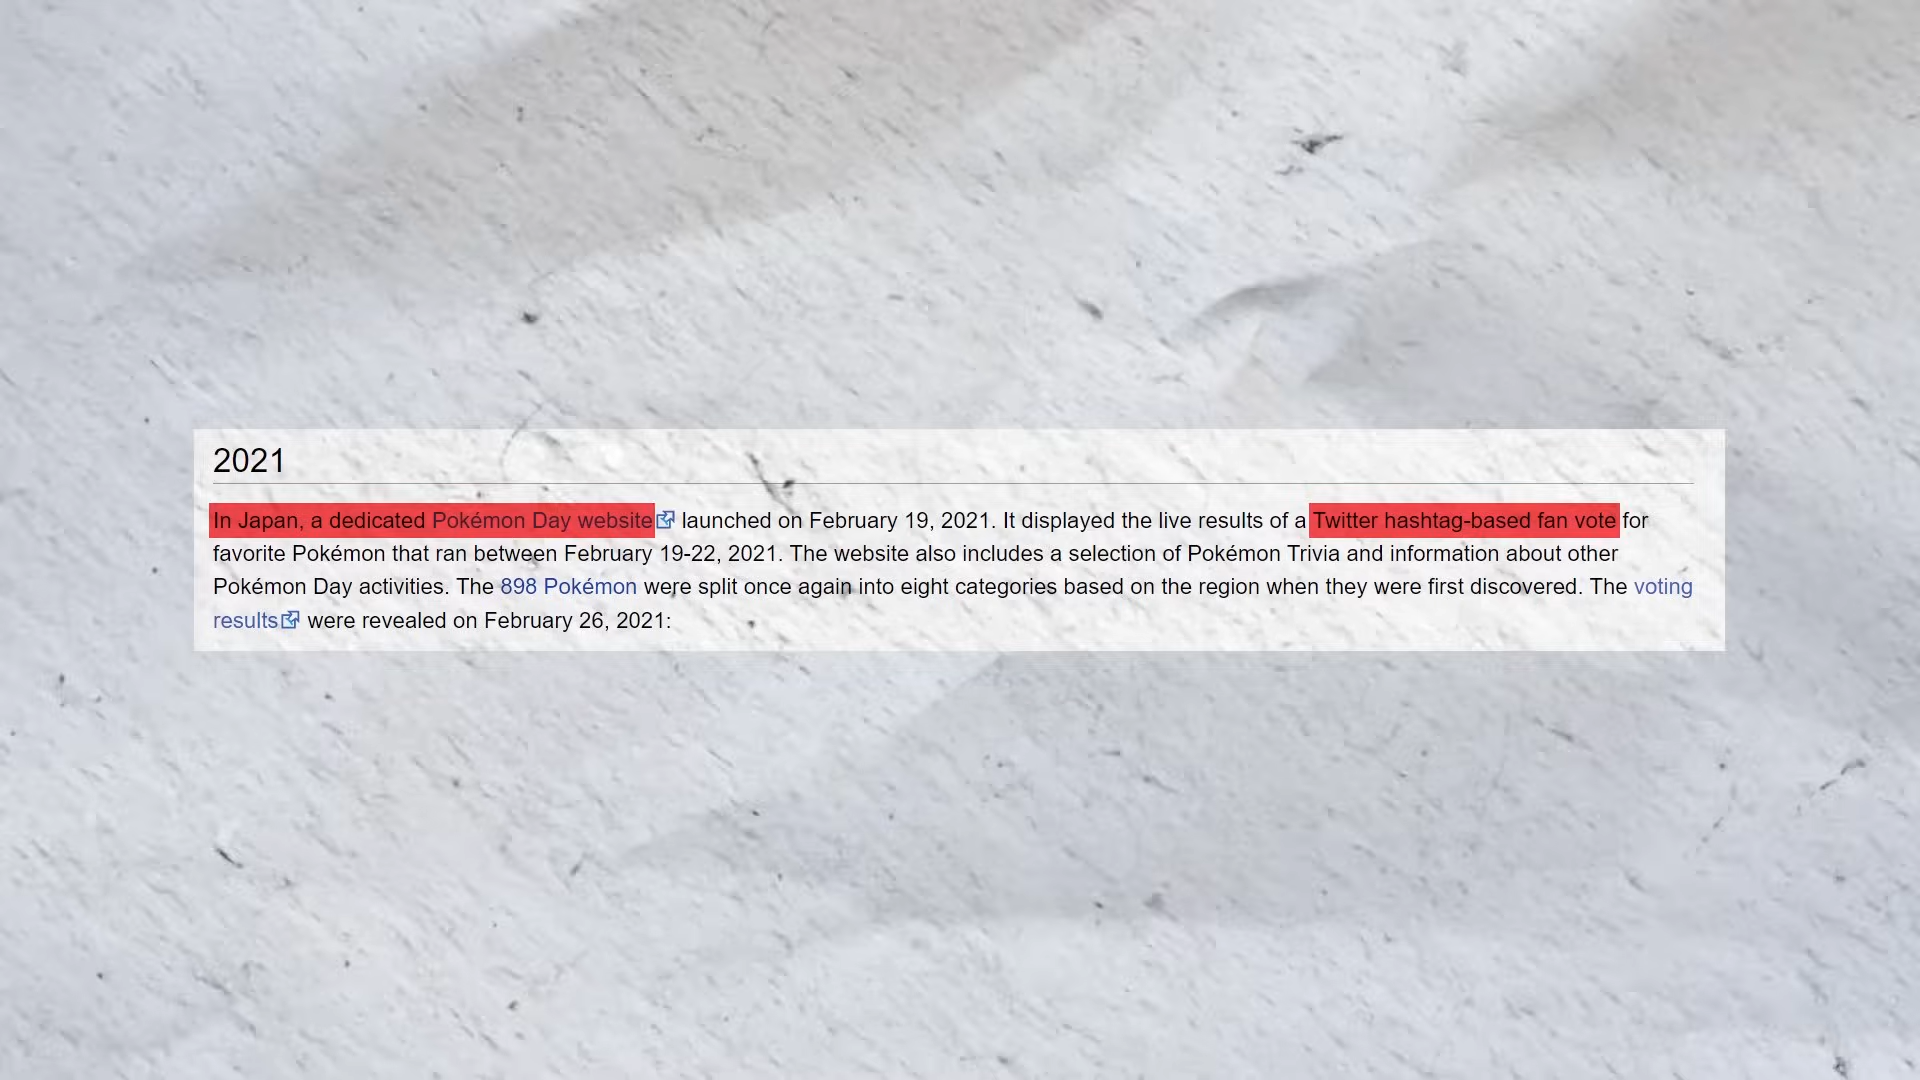 2021
In Japan, a dedicated Pokémon Day website launched on February 19, 2021. It displayed the live results of a Twitter hashtag-based fan vote for
favorite Pokémon that ran between February 19-22, 2021. The website also includes a selection of Pokémon Trivia and information about other
Pokémon Day activities. The 898 Pokémon were split once again into eight categories based on the region when they were first discovered. The voting
results were revealed on February 26, 2021: